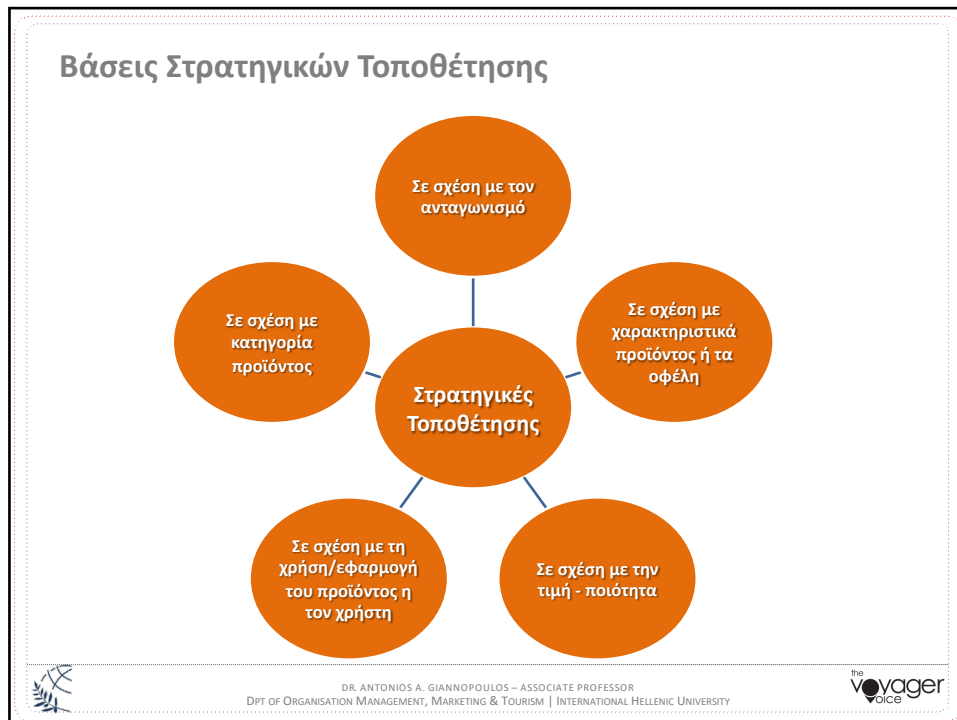 Βάσεις Στρατηγικών Τοποθέτησης
Σε σχέση με τον
ανταγωνισμό
Σε σχέση με
χαρακτηριστικά
προϊόντος ή τα
οφέλη
Σε σχέση με την
τιμή - ποιότητα
Σε σχέση με τη
χρήση/εφαρμογή
του προϊόντος η
τον χρήστη
Σε σχέση με
κατηγορία
προϊόντος
Στρατηγικές
Τοποθέτησης
DR. ANTONIOS A. GIANNOPOULOS – ASSOCIATE PROFESSOR
DPT OF ORGANISATION MANAGEMENT, MARKETING & TOURISM | INTERNATIONAL HELLENIC UNIVERSITY
the
voyager
voice